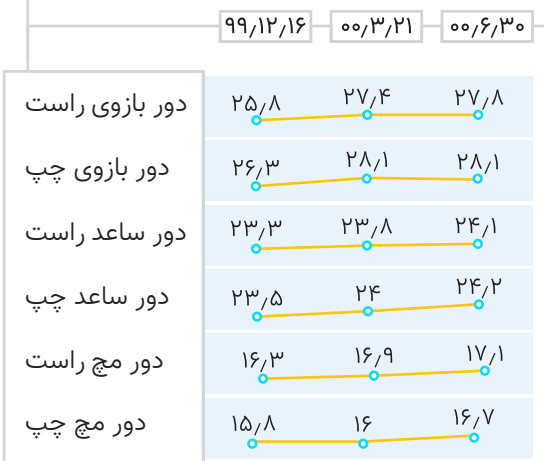 ۹۹٫۱۲٫۱۶ ۰۰٫۳٫۲۱ ۰۰٫۶٫۳۰
دور بازوی راست ۲۵٫۸ ۲۷٫۴ ۲۷٫۸
دور بازوی چپ ۲۶٫۳ ۲۸٫۱ ۲۸٫۱
دور ساعد راست ۲۳٫۳ ۲۳٫۸ ۲۴٫۱
دور ساعد چپ ۲۳٫۵ ۲۴ ۲۴٫۲
دور مچ راست ۱۶٫۳ ۱۶٫۹ ۱۷٫۱
دور مچ چپ ۱۵٫۸ ۱۶ ۱۶٫۷